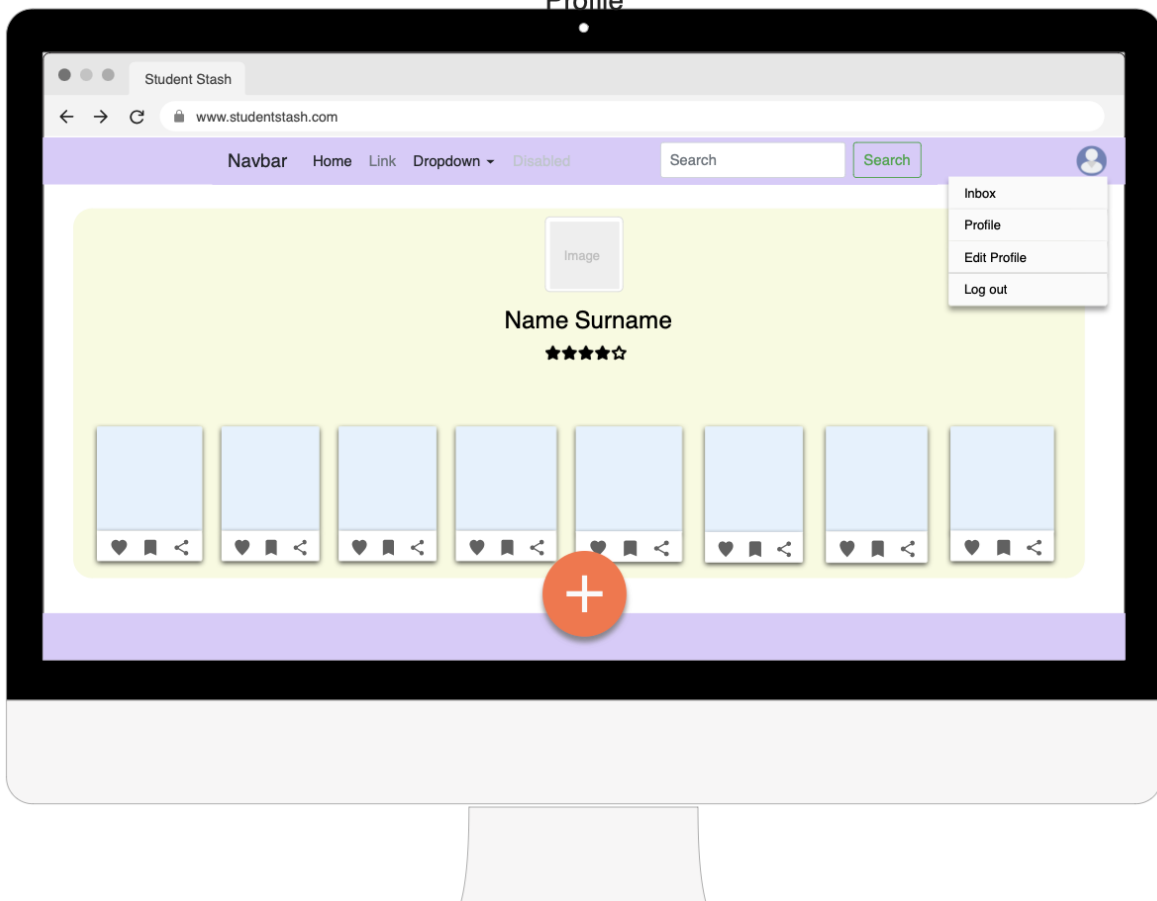 Profile
Student Stash
www.studentstash.com
Navbar Home Link Dropdown Disabled Search Search
Inbox
Profile
Edit Profile
Log out
Image
Name Surname